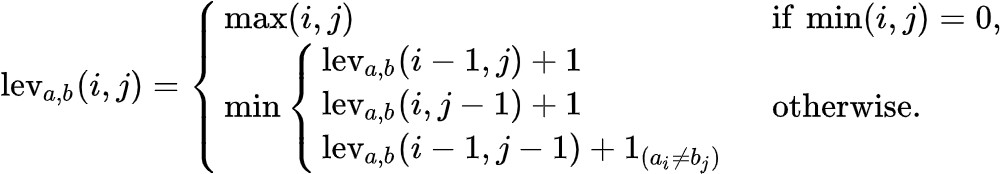 max(i, j) if min(i, j) = 0,
lev_{a,b}(i − 1, j) + 1
lev_{a,b}(i, j) = { min { lev_{a,b}(i, j − 1) + 1 otherwise.
lev_{a,b}(i − 1, j − 1) + 1_{(a_i≠b_j)}